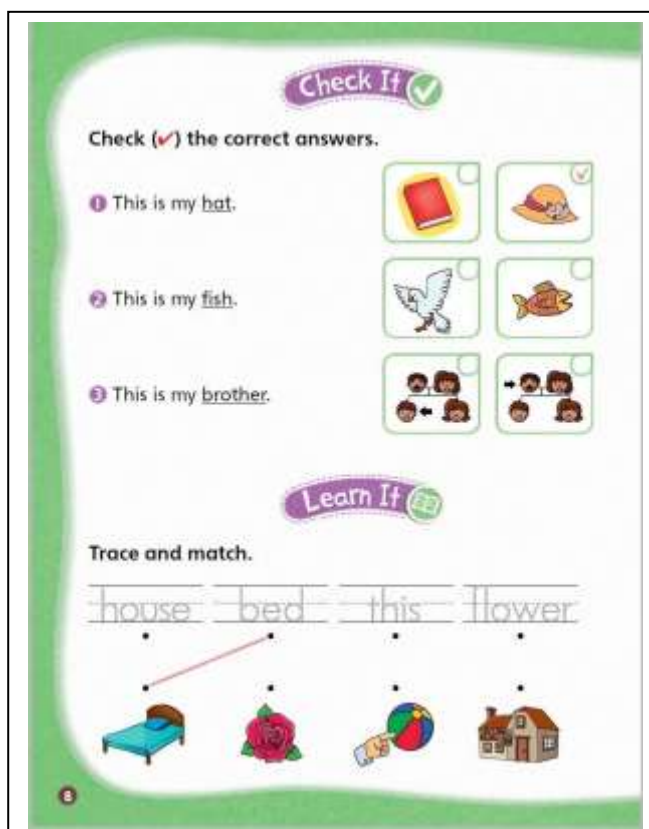 Check It
Check (✔) the correct answers.
1 This is my hat.
2 This is my fish.
3 This is my brother.
Learn It
Trace and match.
house bed this flower
8